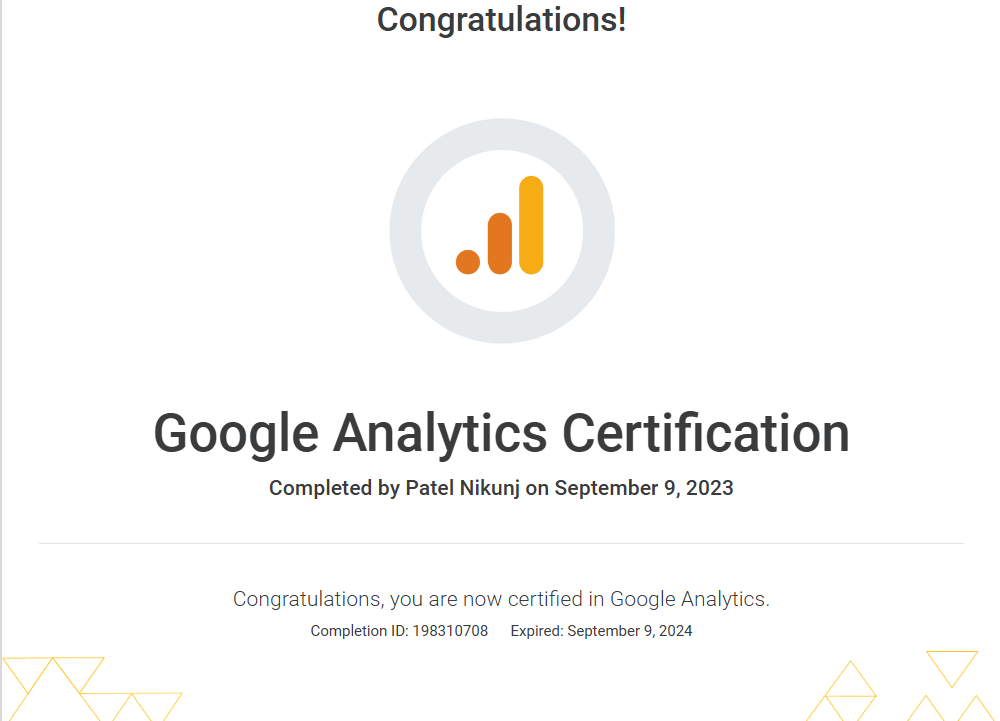 Congratulations!
Google Analytics Certification
Completed by Patel Nikunj on September 9, 2023
Congratulations, you are now certified in Google Analytics.
Completion ID: 198310708 Expired: September 9, 2024